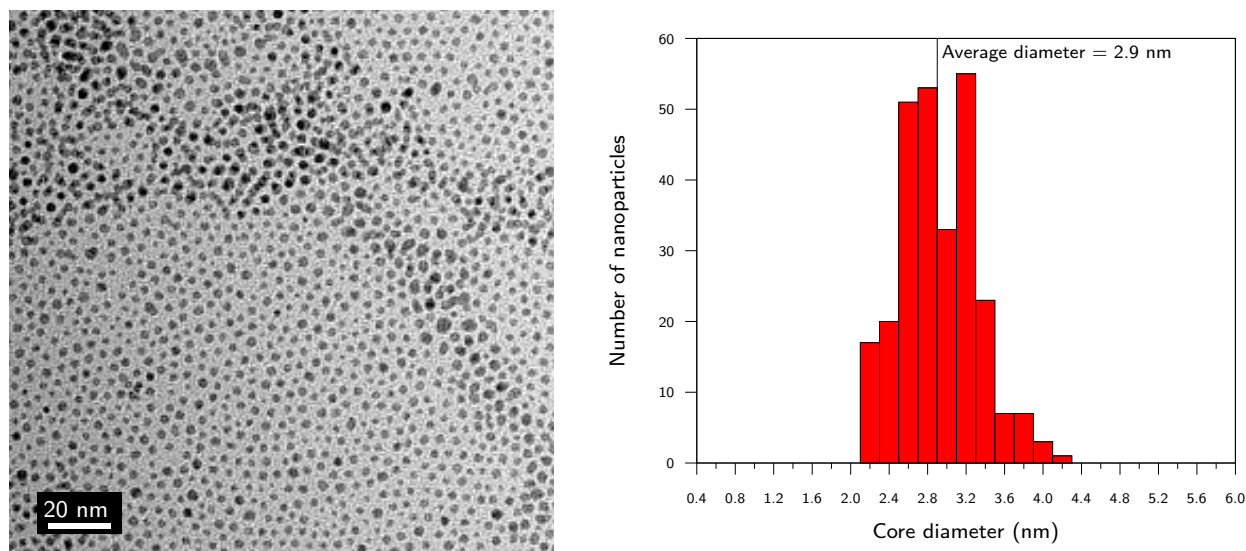 20 nm
Average diameter = 2.9 nm
60
50
40
30
20
10
0
Number of nanoparticles
0.4 0.8 1.2 1.6 2.0 2.4 2.8 3.2 3.6 4.0 4.4 4.8 5.2 5.6 6.0
Core diameter (nm)